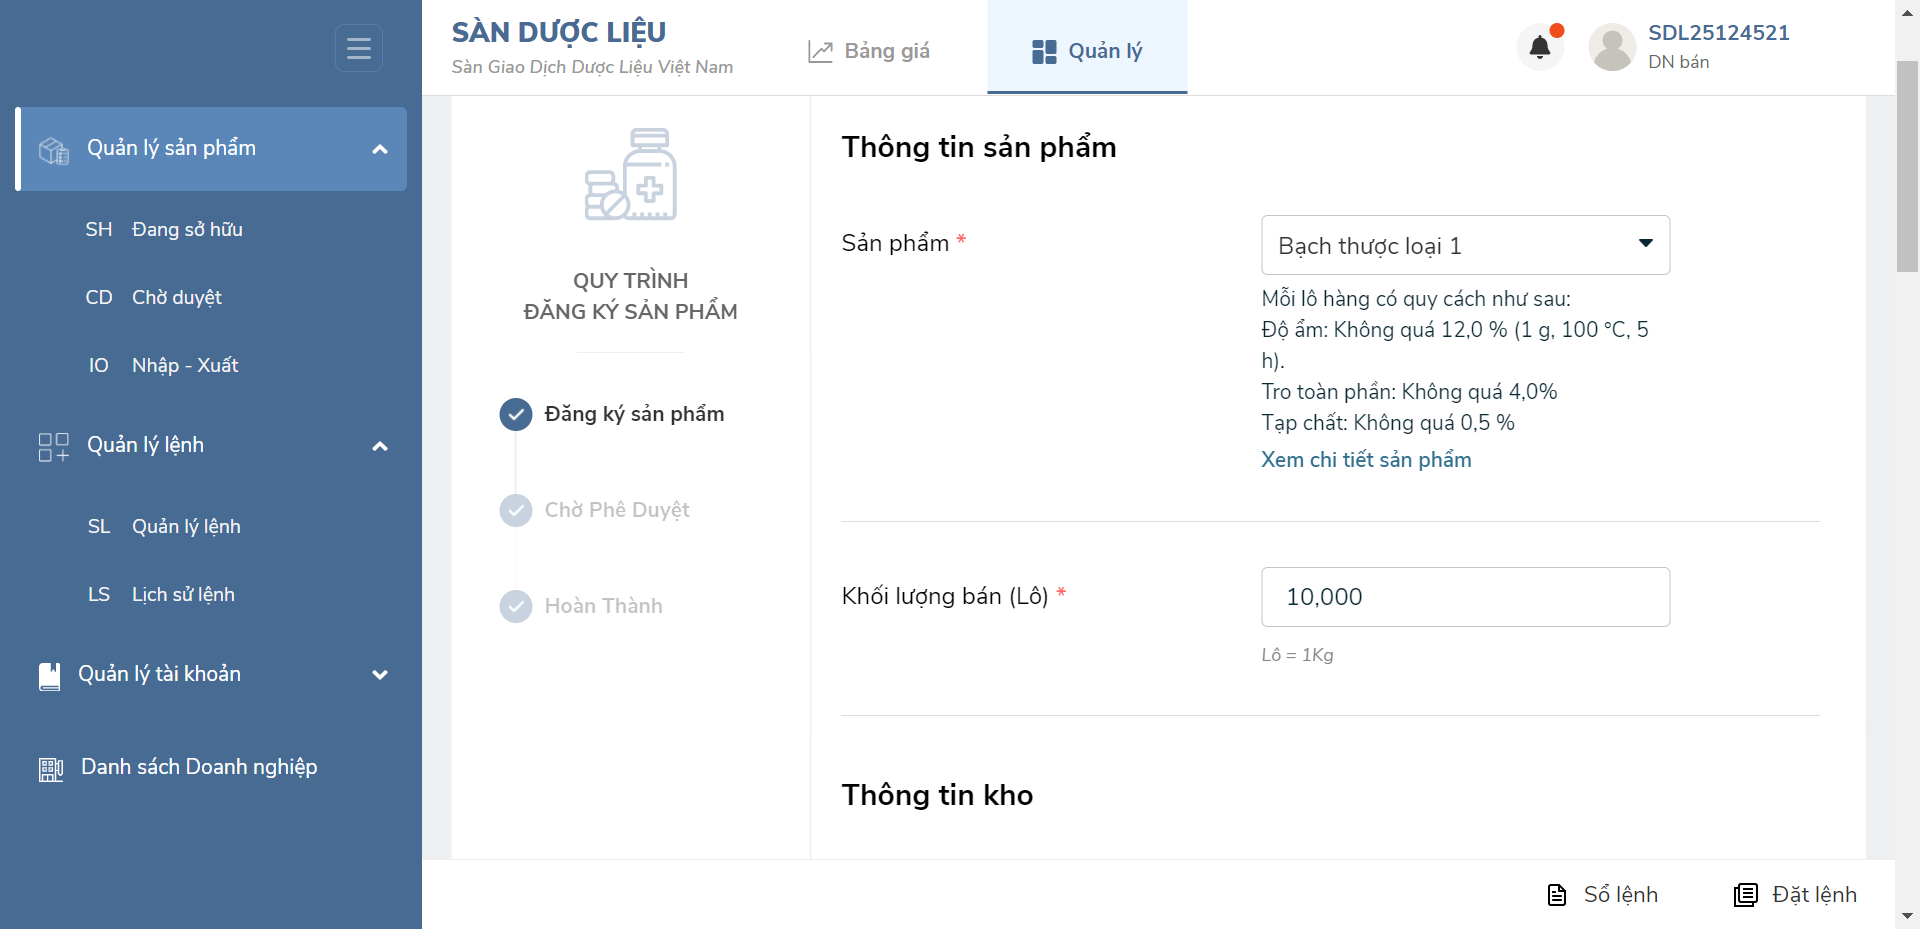 SÀN DƯỢC LIỆU
Sàn Giao Dịch Dược Liệu Việt Nam
Bảng giá
Quản lý
SDL25124521
DN bán
Quản lý sản phẩm
SH Đang sở hữu
CD Chờ duyệt
IO Nhập - Xuất
Quản lý lệnh
SL Quản lý lệnh
LS Lịch sử lệnh
Quản lý tài khoản
Danh sách Doanh nghiệp
QUY TRÌNH
ĐĂNG KÝ SẢN PHẨM
Đăng ký sản phẩm
Chờ Phê Duyệt
Hoàn Thành
Thông tin sản phẩm
Sản phẩm *
Bạch thược loại 1
Mỗi lô hàng có quy cách như sau:
Độ ẩm: Không quá 12,0 % (1 g, 100 °C, 5
h).
Tro toàn phần: Không quá 4,0%
Tạp chất: Không quá 0,5 %
Xem chi tiết sản phẩm
Khối lượng bán (Lô) *
10,000
Lô = 1Kg
Thông tin kho
Sổ lệnh
Đặt lệnh